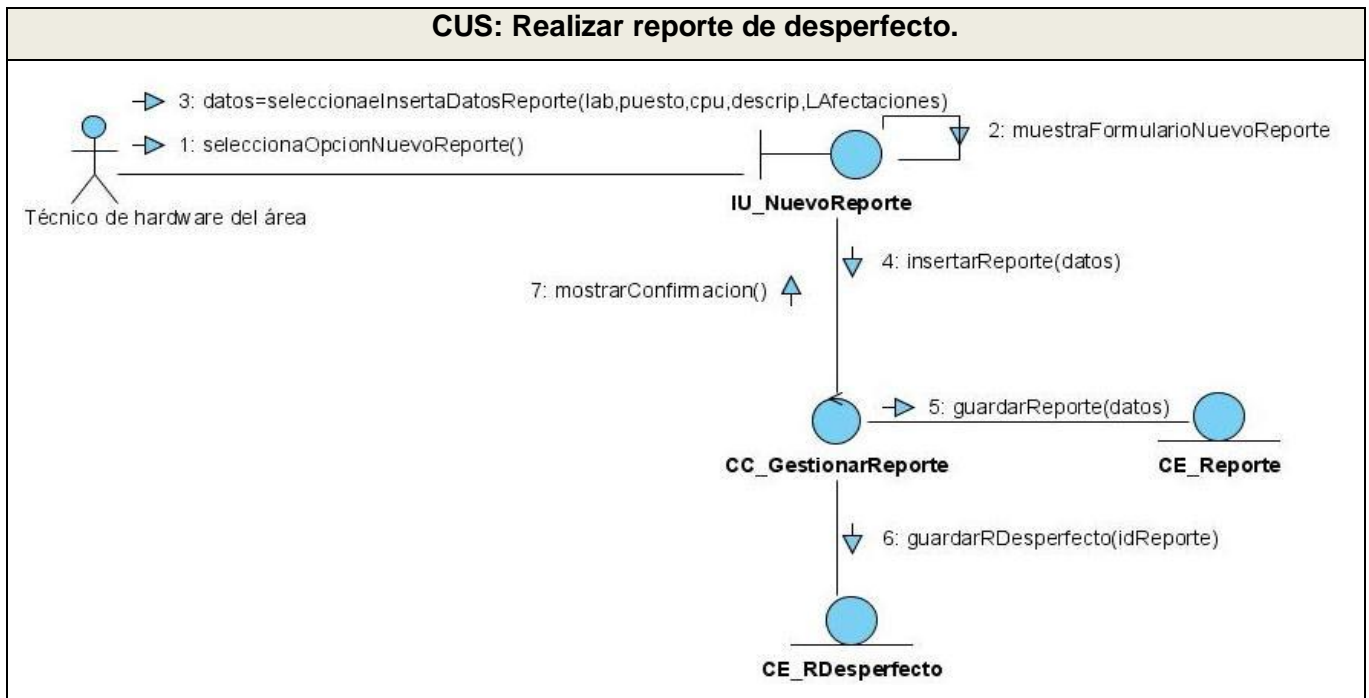 CUS: Realizar reporte de desperfecto.
3: datos=seleccionaeInsertaDatosReporte(lab,puesto,cpu,descrip,LAfectaciones)
1: seleccionaOpcionNuevoReporte()
2: muestraFormularioNuevoReporte
Técnico de hardware del área
IU_NuevoReporte
4: insertarReporte(datos)
7: mostrarConfirmacion()
5: guardarReporte(datos)
CC_GestionarReporte
CE_Reporte
6: guardarRDesperfecto(idReporte)
CE_RDesperfecto